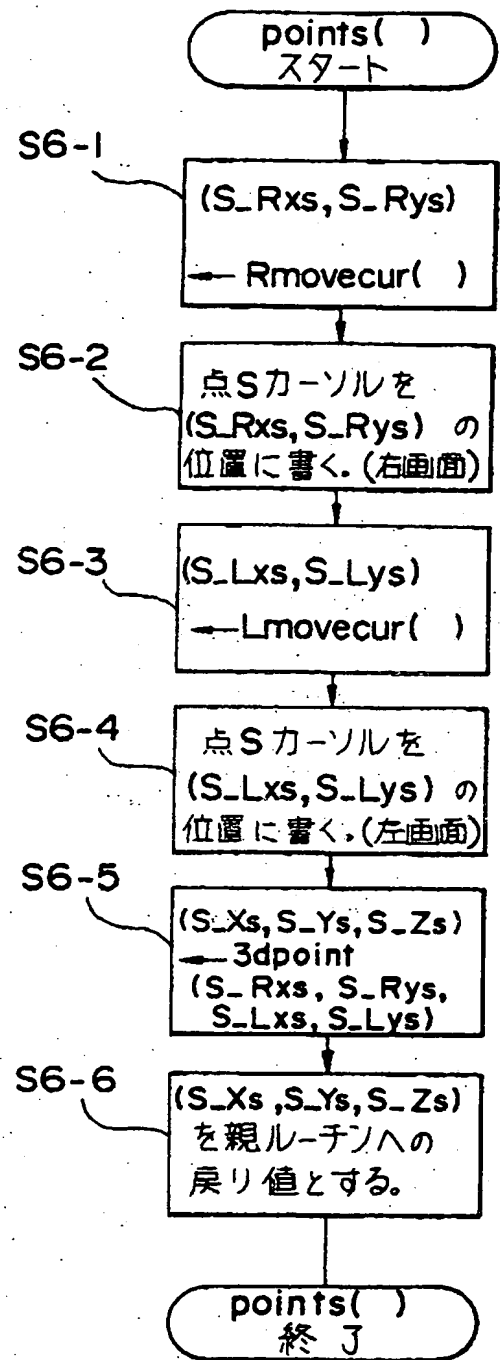 points( )
スタート
S6-1
(S_Rxs,S_Rys)
← Rmovecur( )
S6-2
点Sカーソルを
(S_Rxs,S_Rys) の
位置に書く.(右画面)
S6-3
(S_Lxs,S_Lys)
←Lmovecur( )
S6-4
点Sカーソルを
(S_Lxs,S_Lys) の
位置に書く.(左画面)
S6-5
(S_Xs,S_Ys,S_Zs)
← 3dpoint
(S_Rxs, S_Rys,
S_Lxs,S_Lys)
S6-6
(S_Xs,S_Ys,S_Zs)
を親ルーチンへの
戻り値とする。
points( )
終了